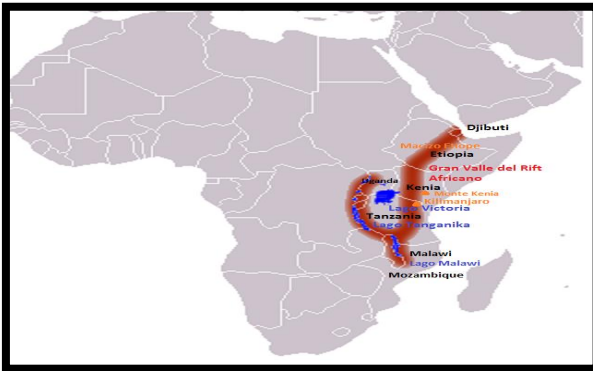 Djibuti
Macizo Etíope
Etiopia
Gran Valle del Rift
Africano
Uganda
Kenia
Monte Kenia
Kilimanjaro
Lago Victoria
Tanzania
Lago Tanganika
Malawi
Lago Malawi
Mozambique